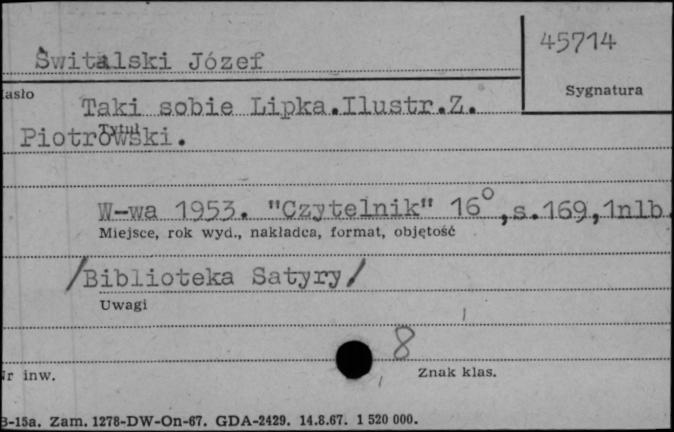 Świtalski Józef
45714
Sygnatura
asło
Taki sobie Lipka.Ilustr.Z.
Tytuł
Piotrowski.
W-wa 1953. "Czytelnik" 16°,s.169,1nlb.
Miejsce, rok wyd., nakładca, format, objętość
/Biblioteka Satyry/
Uwagi
8
Nr inw.
Znak klas.
B-15a. Zam. 1278-DW-On-67. GDA-2429. 14.8.67. 1 520 000.